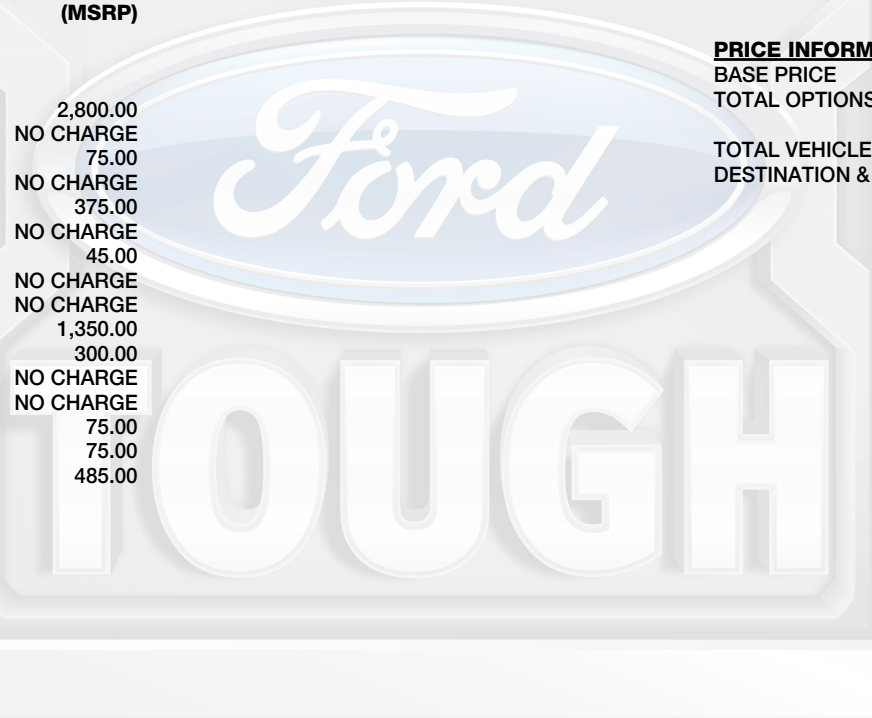 (MSRP)
2,800.00
NO CHARGE
75.00
NO CHARGE
375.00
NO CHARGE
45.00
NO CHARGE
NO CHARGE
1,350.00
300.00
NO CHARGE
NO CHARGE
75.00
75.00
485.00
PRICE INFORM
BASE PRICE
TOTAL OPTIONS
TOTAL VEHICLE
DESTINATION &
Ford
TOUGH